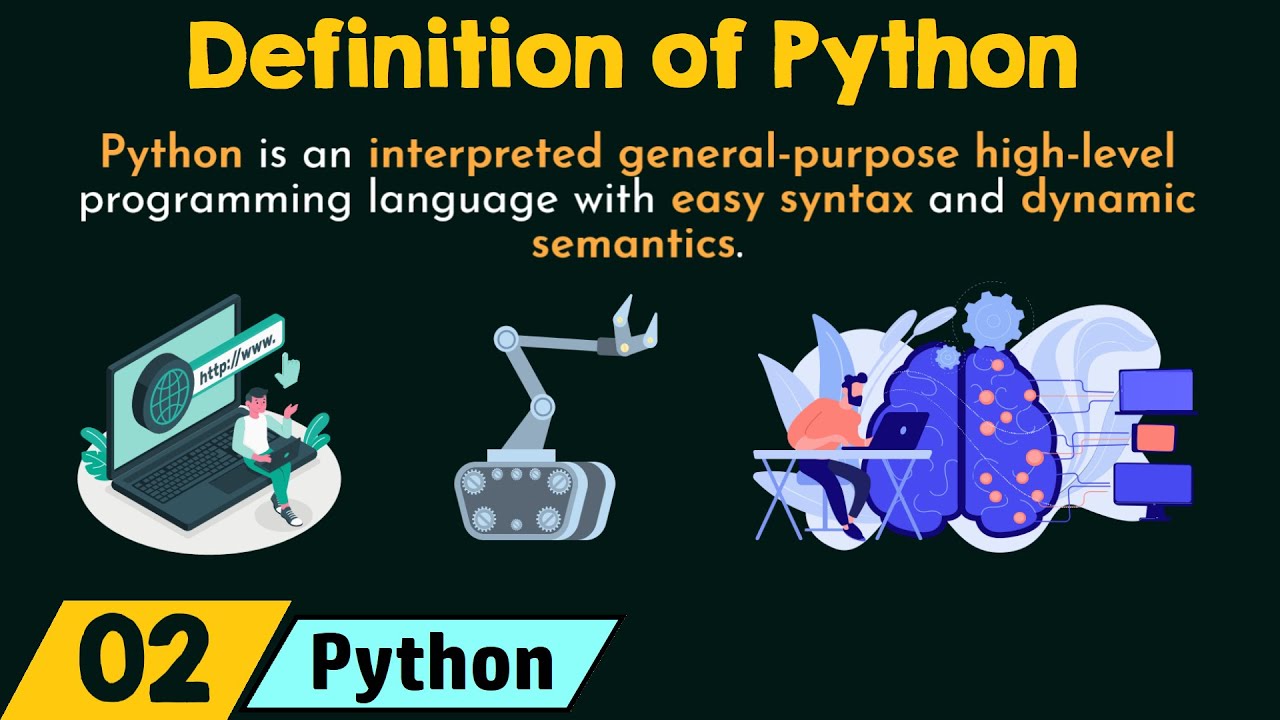 Definition of Python
Python is an interpreted general-purpose high-level
programming language with easy syntax and dynamic
semantics.
http://www.
02
Python